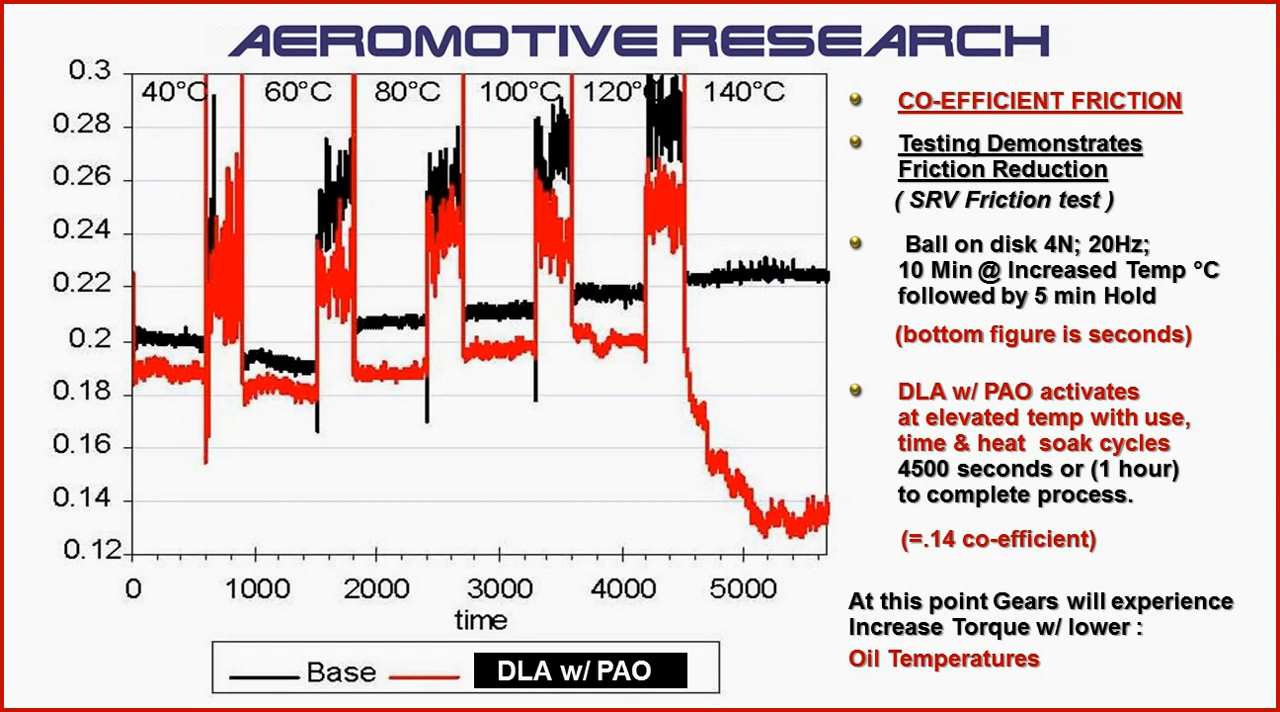 AEROMOTIVE RESEARCH
0.3
0.28
0.26
0.24
0.22
0.2
0.18
0.16
0.14
0.12
40°C
60°C
80°C
100°C
120°C
140°C
0
1000
2000
3000
4000
5000
time
Base
DLA w/ PAO
CO-EFFICIENT FRICTION
Testing Demonstrates
Friction Reduction
( SRV Friction test )
Ball on disk 4N; 20Hz;
10 Min @ Increased Temp °C
followed by 5 min Hold
(bottom figure is seconds)
DLA w/ PAO activates
at elevated temp with use,
time & heat soak cycles
4500 seconds or (1 hour)
to complete process.
(=.14 co-efficient)
At this point Gears will experience
Increase Torque w/ lower :
Oil Temperatures